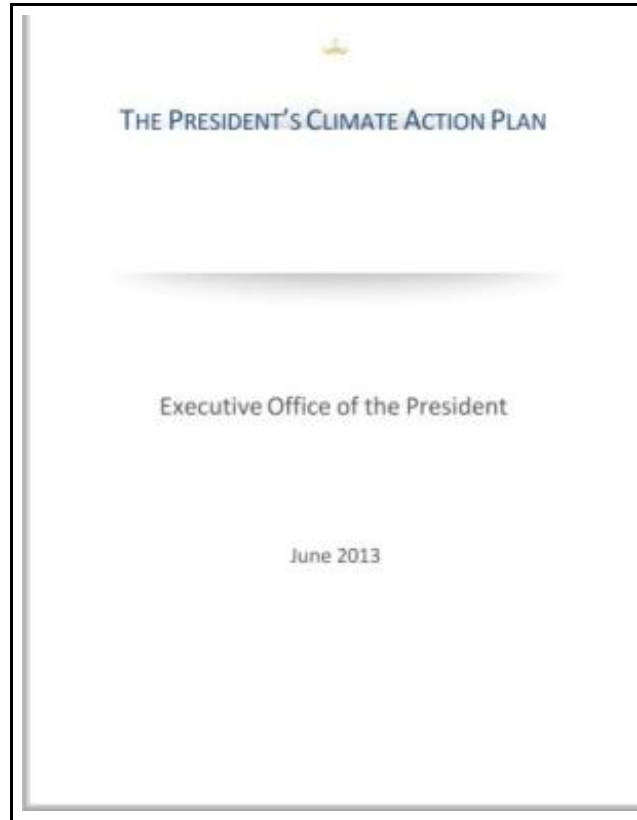 THE PRESIDENT'S CLIMATE ACTION PLAN
Executive Office of the President
June 2013